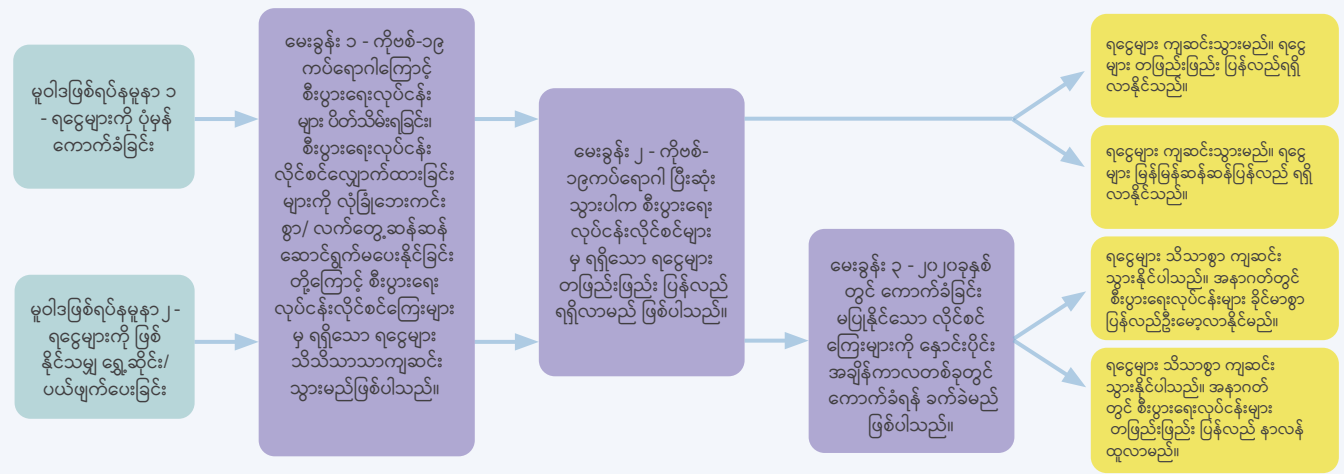 မူဝါဒဖြစ်ရပ်နမူနာ ၁
- ရငွေများကို ပုံမှန်
ကောက်ခံခြင်း
မူဝါဒဖြစ်ရပ်နမူနာ ၂ -
ရငွေများကို ဖြစ်
နိုင်သမျှ ရွှေ့ဆိုင်း/
ပယ်ဖျက်ပေးခြင်း
မေးခွန်း ၁ - ကိုဗစ်-၁၉
ကပ်ရောဂါကြောင့်
စီးပွားရေးလုပ်ငန်း
များ ပိတ်သိမ်းရခြင်း၊
စီးပွားရေးလုပ်ငန်း
လိုင်စင်လျှောက်ထားခြင်း
များကို လုံခြုံဘေးကင်း
စွာ/ လက်တွေ့ဆန်ဆန်
ဆောင်ရွက်မပေးနိုင်ခြင်း
တို့ကြောင့် စီးပွားရေး
လုပ်ငန်းလိုင်စင်ကြေးများ
မှ ရရှိသော ရငွေများ
သိသိသာသာကျဆင်း
သွားမည်ဖြစ်ပါသည်။
မေးခွန်း ၂ - ကိုဗစ်-
၁၉ကပ်ရောဂါ ပြီးဆုံး
သွားပါက စီးပွားရေး
လုပ်ငန်းလိုင်စင်များ
မှ ရရှိသော ရငွေများ
တဖြည်းဖြည်း ပြန်လည်
ရရှိလာမည် ဖြစ်ပါသည်။
မေးခွန်း ၃ - ၂၀၂၀ခုနှစ်
တွင် ကောက်ခံခြင်း
မပြုနိုင်သော လိုင်စင်
ကြေးများကို နှောင်းပိုင်း
အချိန်ကာလတစ်ခုတွင်
ကောက်ခံရန် ခက်ခဲမည်
ဖြစ်ပါသည်။
ရငွေများ ကျဆင်းသွားမည်။ ရငွေ
များ တဖြည်းဖြည်း ပြန်လည်ရရှိ
လာနိုင်သည်။
ရငွေများ ကျဆင်းသွားမည်။ ရငွေ
များ မြန်မြန်ဆန်ဆန်ပြန်လည် ရရှိ
လာနိုင်သည်။
ရငွေများ သိသာစွာ ကျဆင်း
သွားနိုင်ပါသည်။ အနာဂတ်တွင်
စီးပွားရေးလုပ်ငန်းများ ခိုင်မာစွာ
ပြန်လည်ဦးမော့လာနိုင်မည်။
ရငွေများ သိသာစွာ ကျဆင်း
သွားနိုင်ပါသည်။ အနာဂတ်
တွင် စီးပွားရေးလုပ်ငန်းများ
တဖြည်းဖြည်း ပြန်လည် နာလန်
ထူလာမည်။